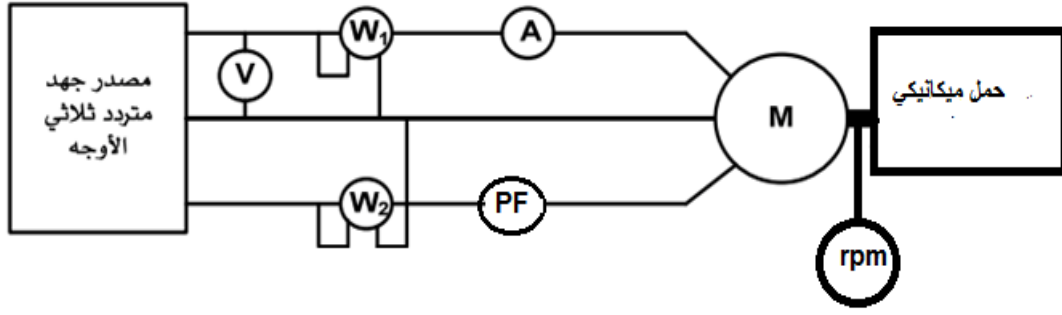 مصدر جهد
متردد ثلاثي
الأوجه
V
W₁
A
W₂
PF
M
حمل ميكانيكي
rpm